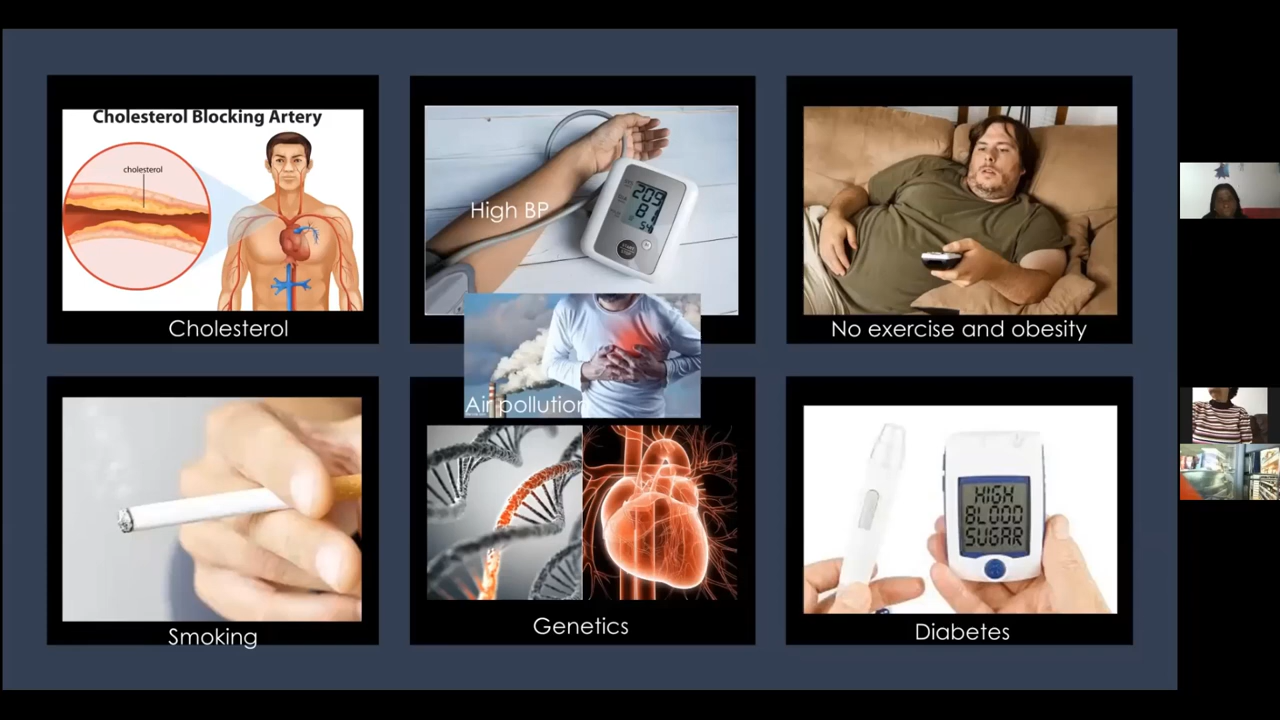 Cholesterol Blocking Artery
cholesterol
Cholesterol
High BP
209
81
54
No exercise and obesity
Air pollution
Smoking
Genetics
HIGH
BLOOD
SUGAR
Diabetes